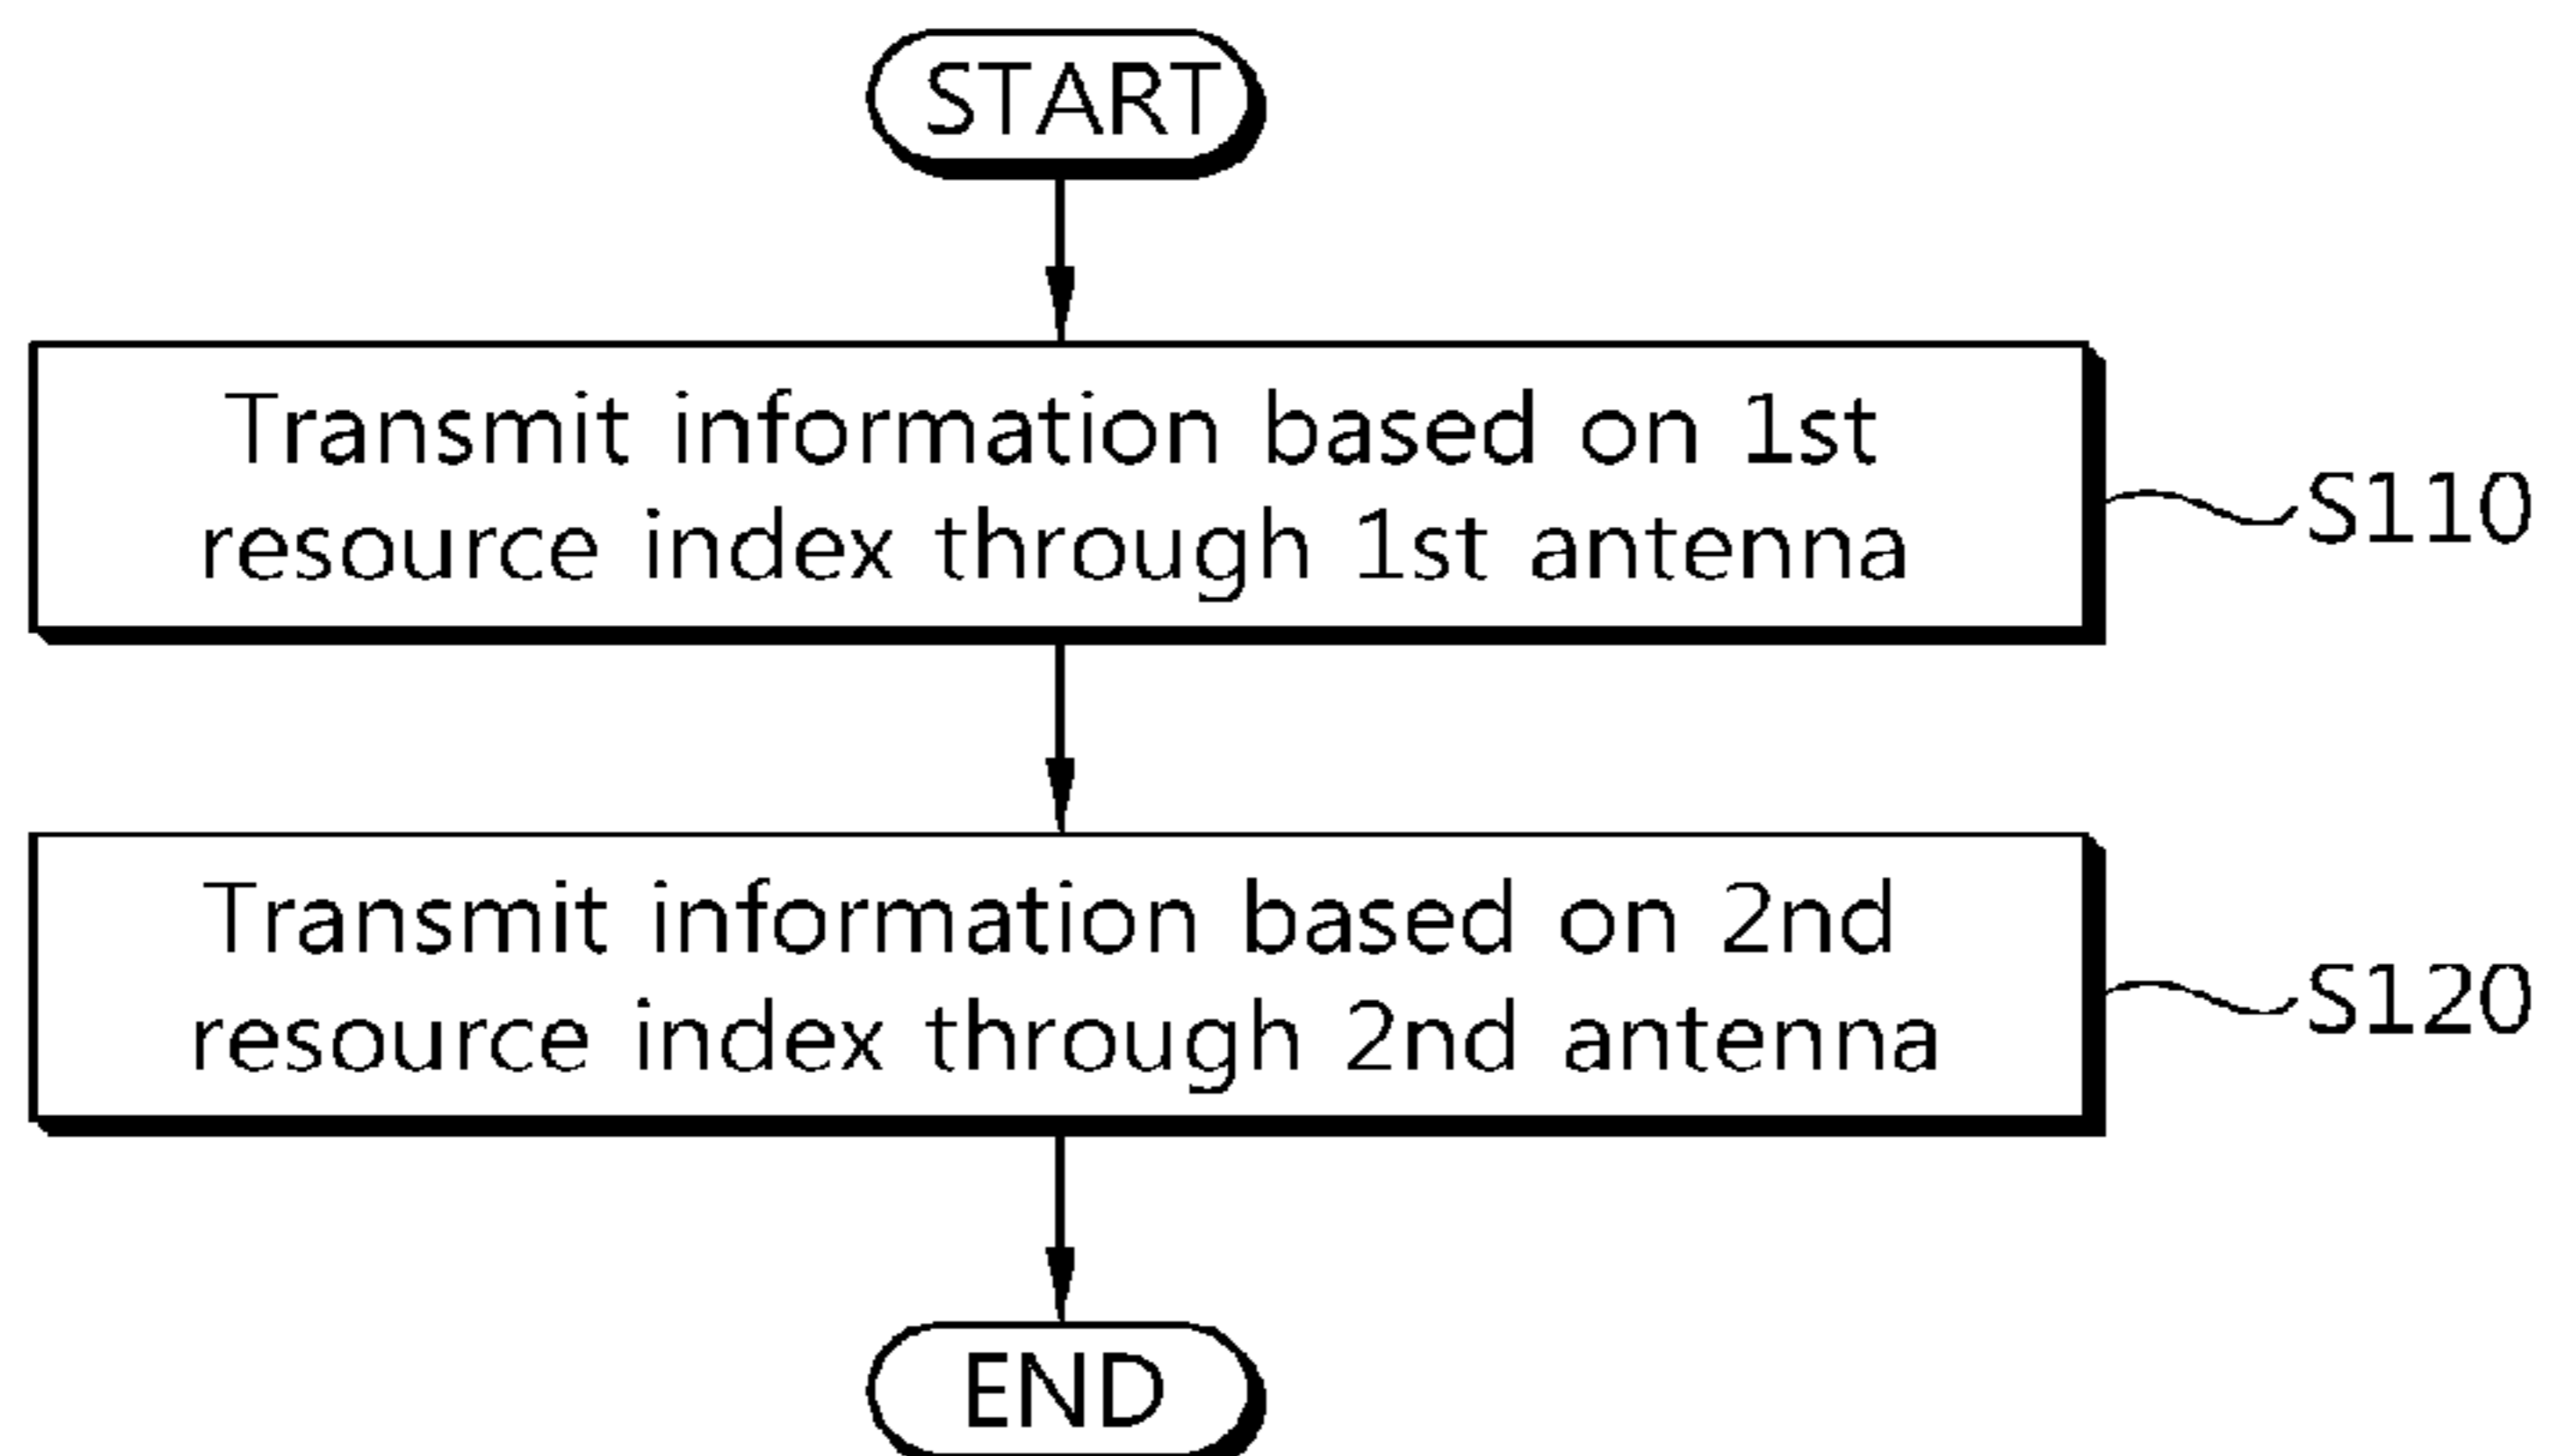 START
Transmit information based on 1st
resource index through 1st antenna
S110
Transmit information based on 2nd
resource index through 2nd antenna
S120
END